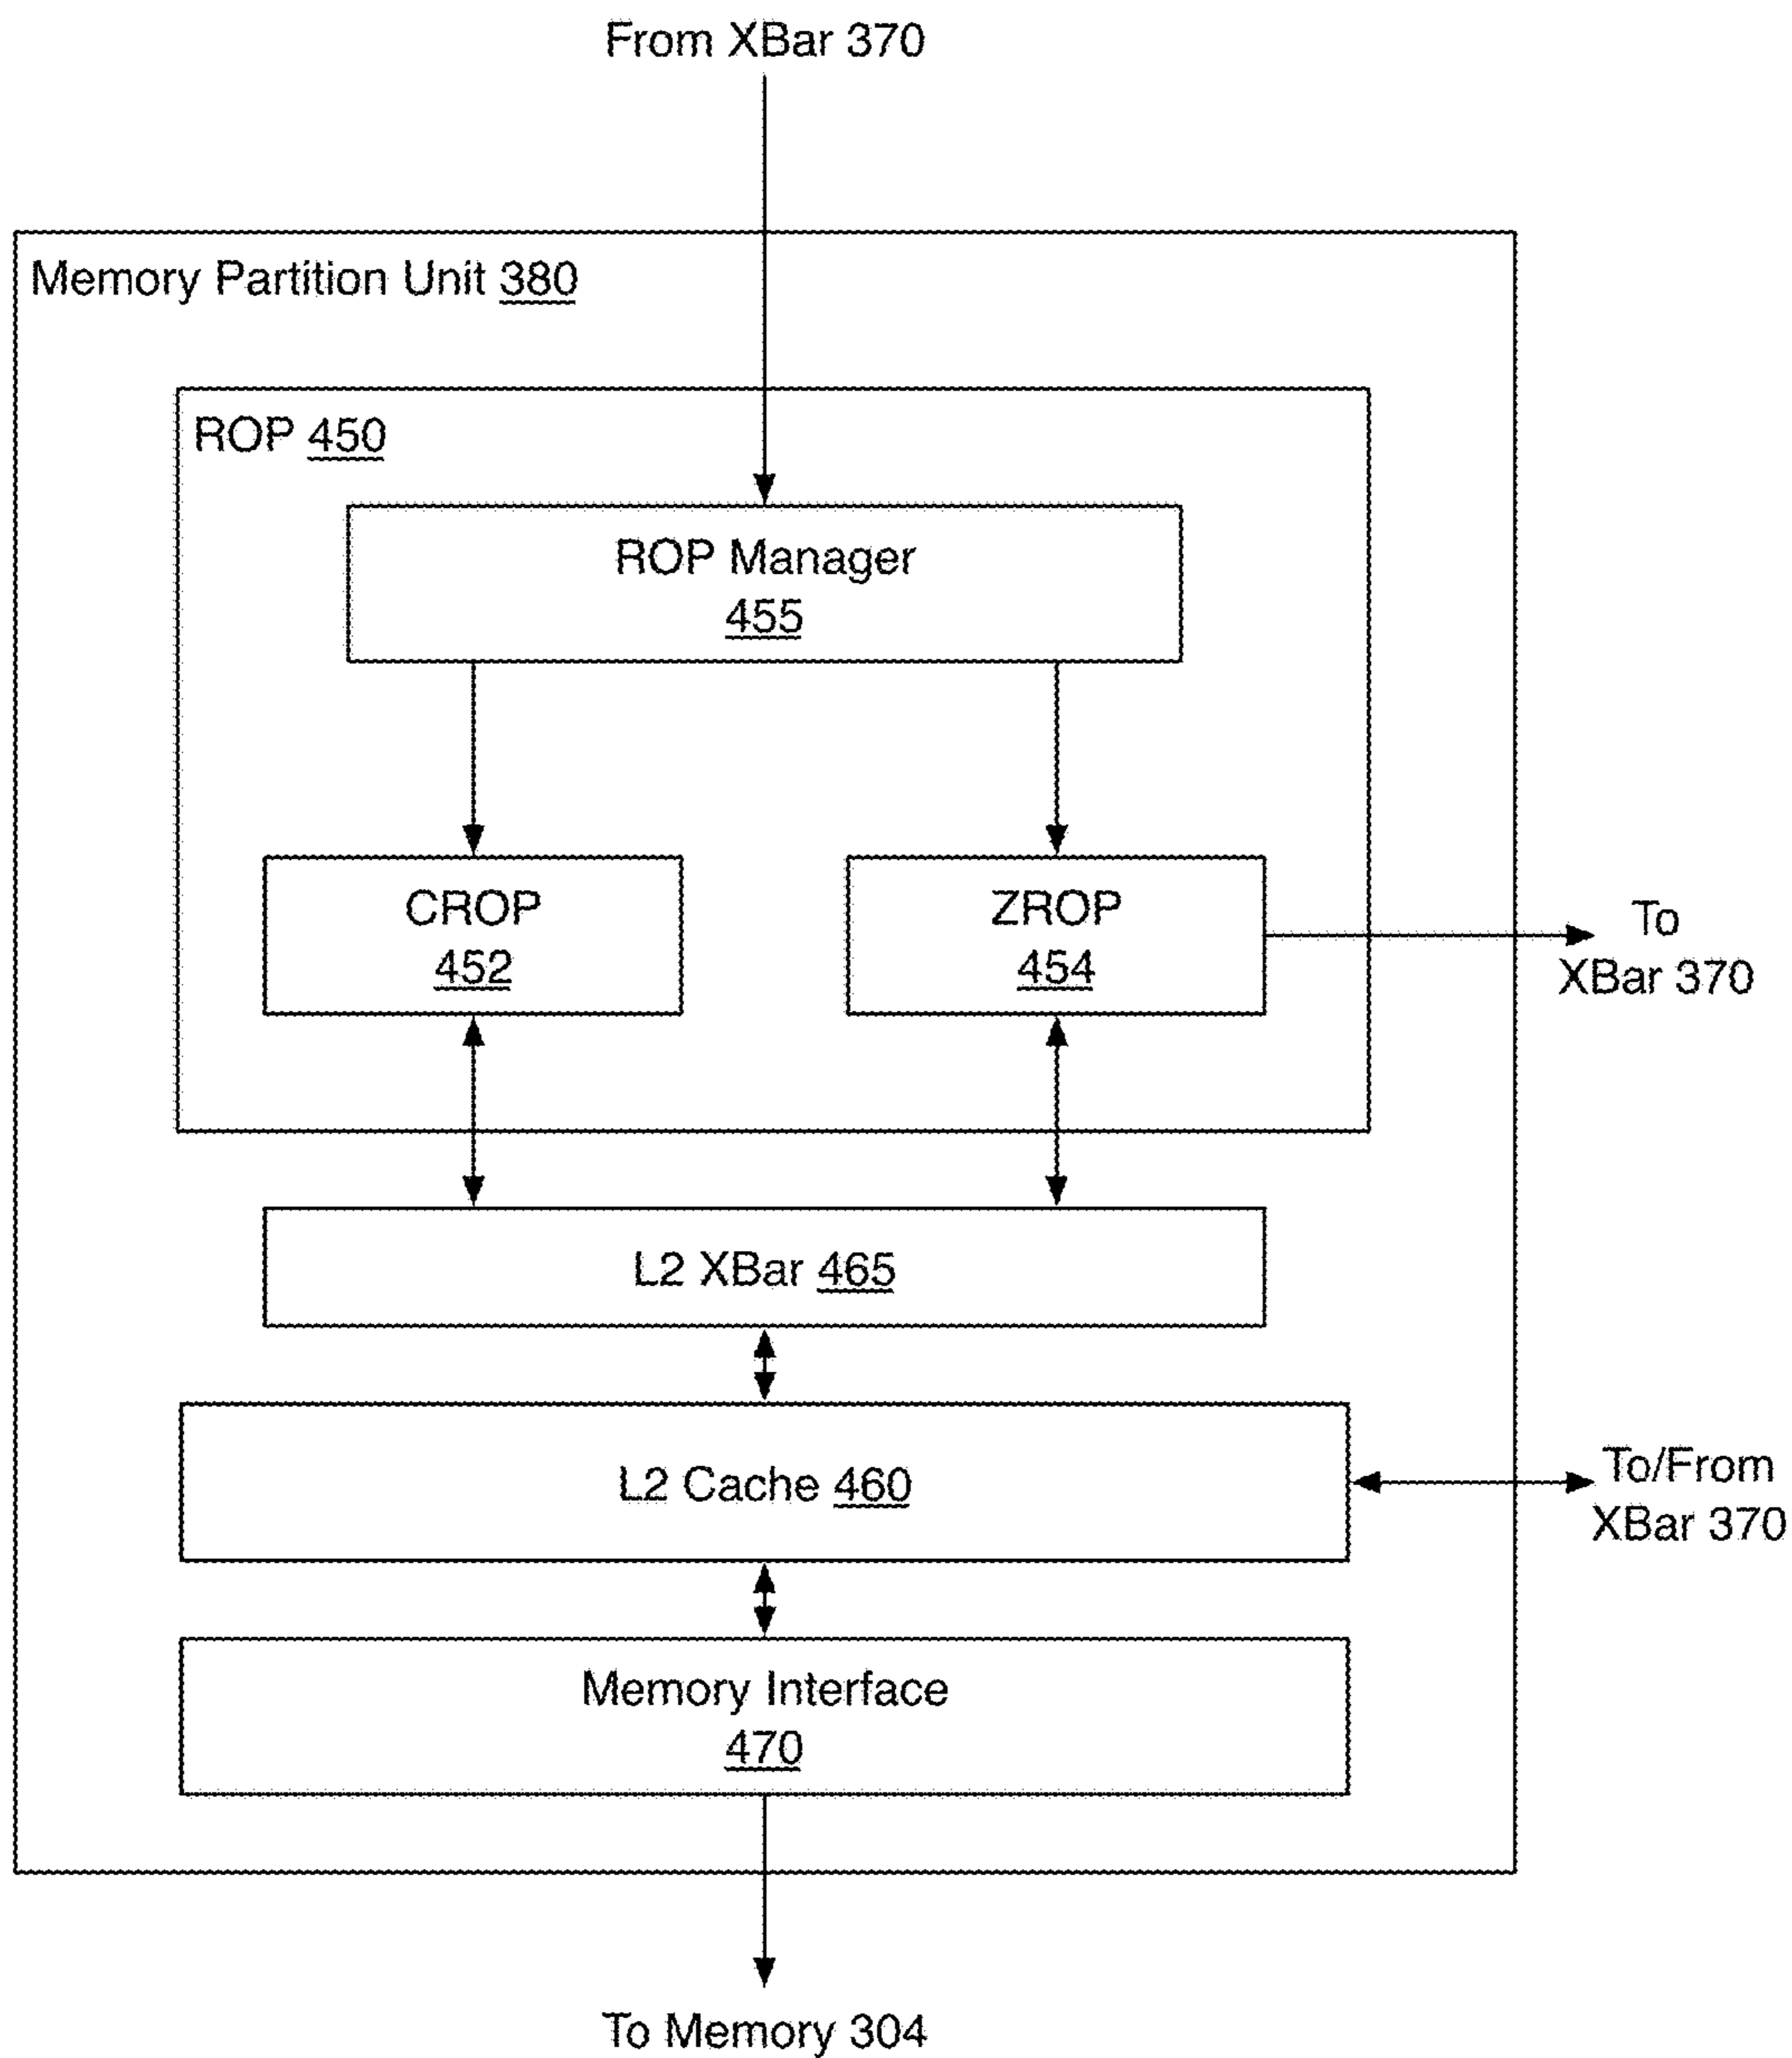 From XBar 370
Memory Partition Unit 380
ROP 450
ROP Manager
455
CROP
452
ZROP
454
To
XBar 370
L2 XBar 465
L2 Cache 460
To/From
XBar 370
Memory Interface
470
To Memory 304